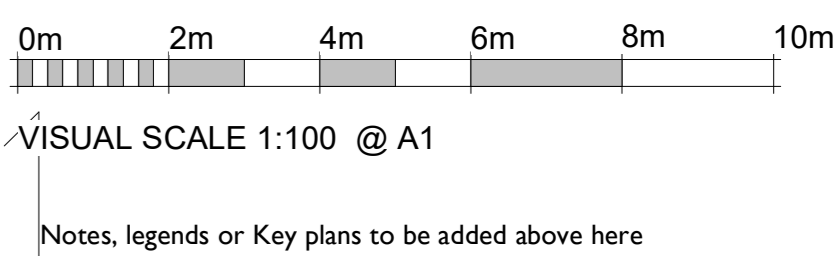 0m 2m 4m 6m 8m 10m
VISUAL SCALE 1:100 @ A1
Notes, legends or Key plans to be added above here